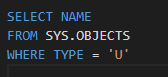 SELECT NAME
FROM SYS.OBJECTS
WHERE TYPE = 'U'